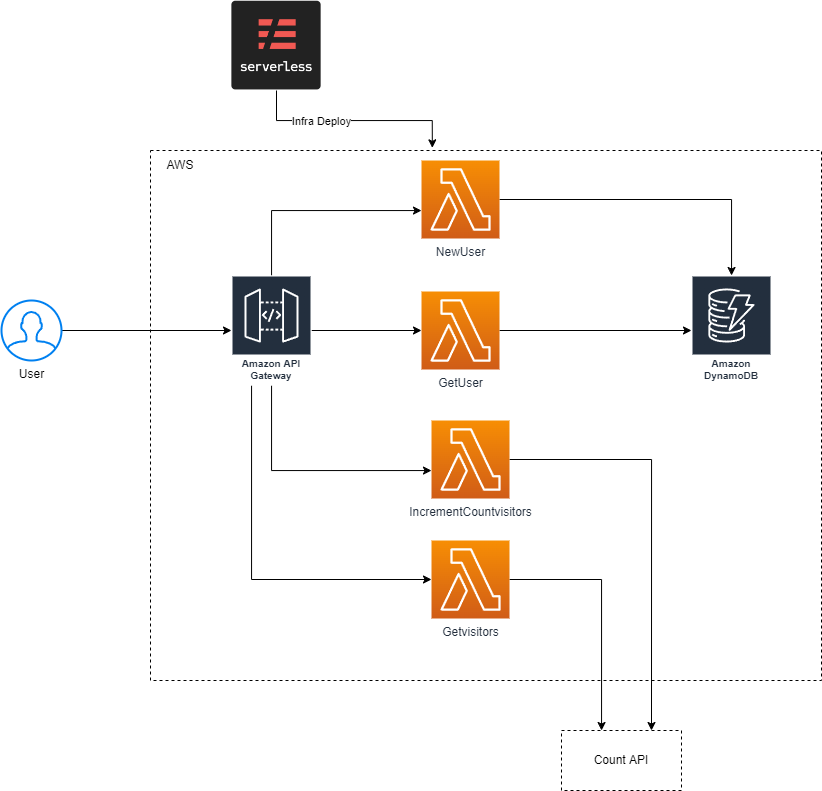 serverless
Infra Deploy
AWS
NewUser
User
Amazon API
Gateway
GetUser
Amazon
DynamoDB
IncrementCountvisitors
Getvisitors
Count API